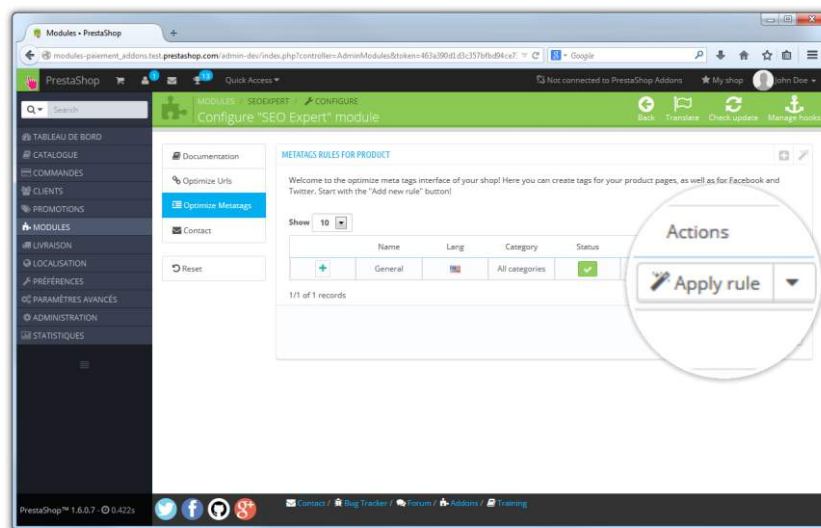 Modules • PrestaShop
modules-paiement_addons.test.prestashop.com/admin-dev/index.php?controller=AdminModules&token=463a390d1d3c357bfbd94ce7
Google
PrestaShop
1
13
Quick Access
Not connected to PrestaShop Addons
My shop
John Doe
Search
MODULES / SEOEXPERT / CONFIGURE
Configure "SEO Expert" module
Back
Translate
Check update
Manage hooks
TABLEAU DE BORD
CATALOGUE
COMMANDES
CLIENTS
PROMOTIONS
MODULES
LIVRAISON
LOCALISATION
PRÉFÉRENCES
PARAMÈTRES AVANCÉS
ADMINISTRATION
STATISTIQUES
Documentation
Optimize Urls
Optimize Metatags
Contact
Reset
METATAGS RULES FOR PRODUCT
Welcome to the optimize meta tags interface of your shop! Here you can create tags for your product pages, as well as for Facebook and
Twitter. Start with the "Add new rule" button!
Show 10
Name Lang Category Status
General All categories
1/1 of 1 records
Actions
Apply rule
PrestaShop™ 1.6.0.7 - 0.422s
Contact / Bug Tracker / Forum / Addons / Training